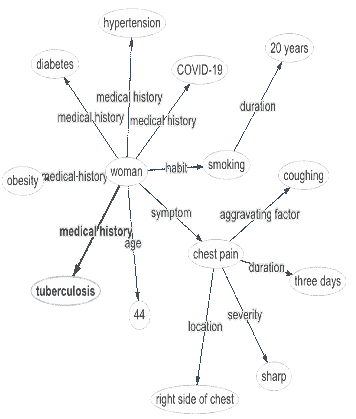 hypertension
20 years
diabetes
COVID-19
medical history
duration
medical history
medical history
woman
habit
smoking
obesity
medical-history
coughing
symptom
aggravating factor
medical history
age
chest pain
duration
three days
tuberculosis
44
location
severity
sharp
right side of chest